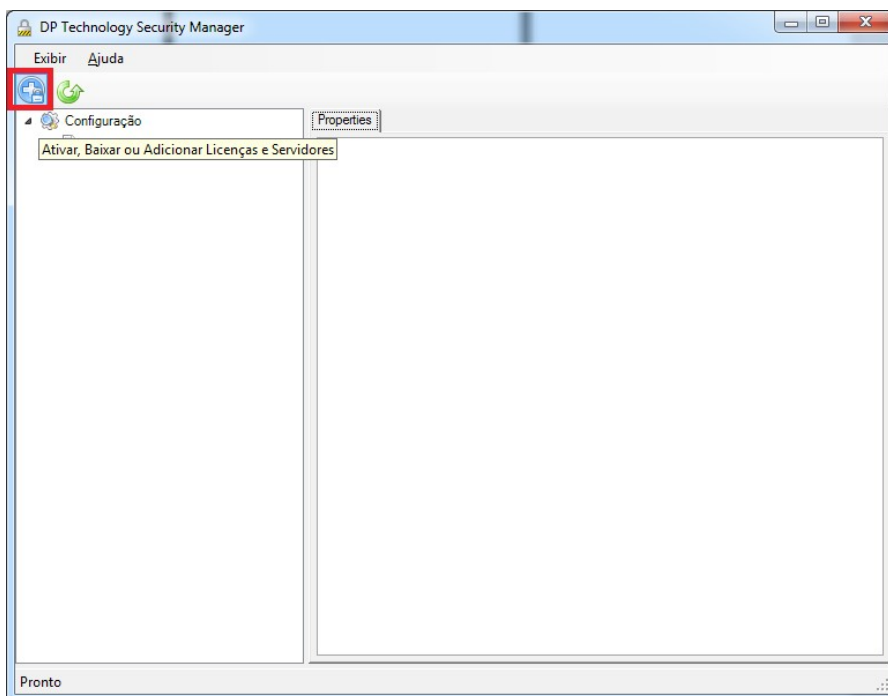 DP Technology Security Manager
Exibir Ajuda
Configuração
Properties
Ativar, Baixar ou Adicionar Licenças e Servidores
Pronto